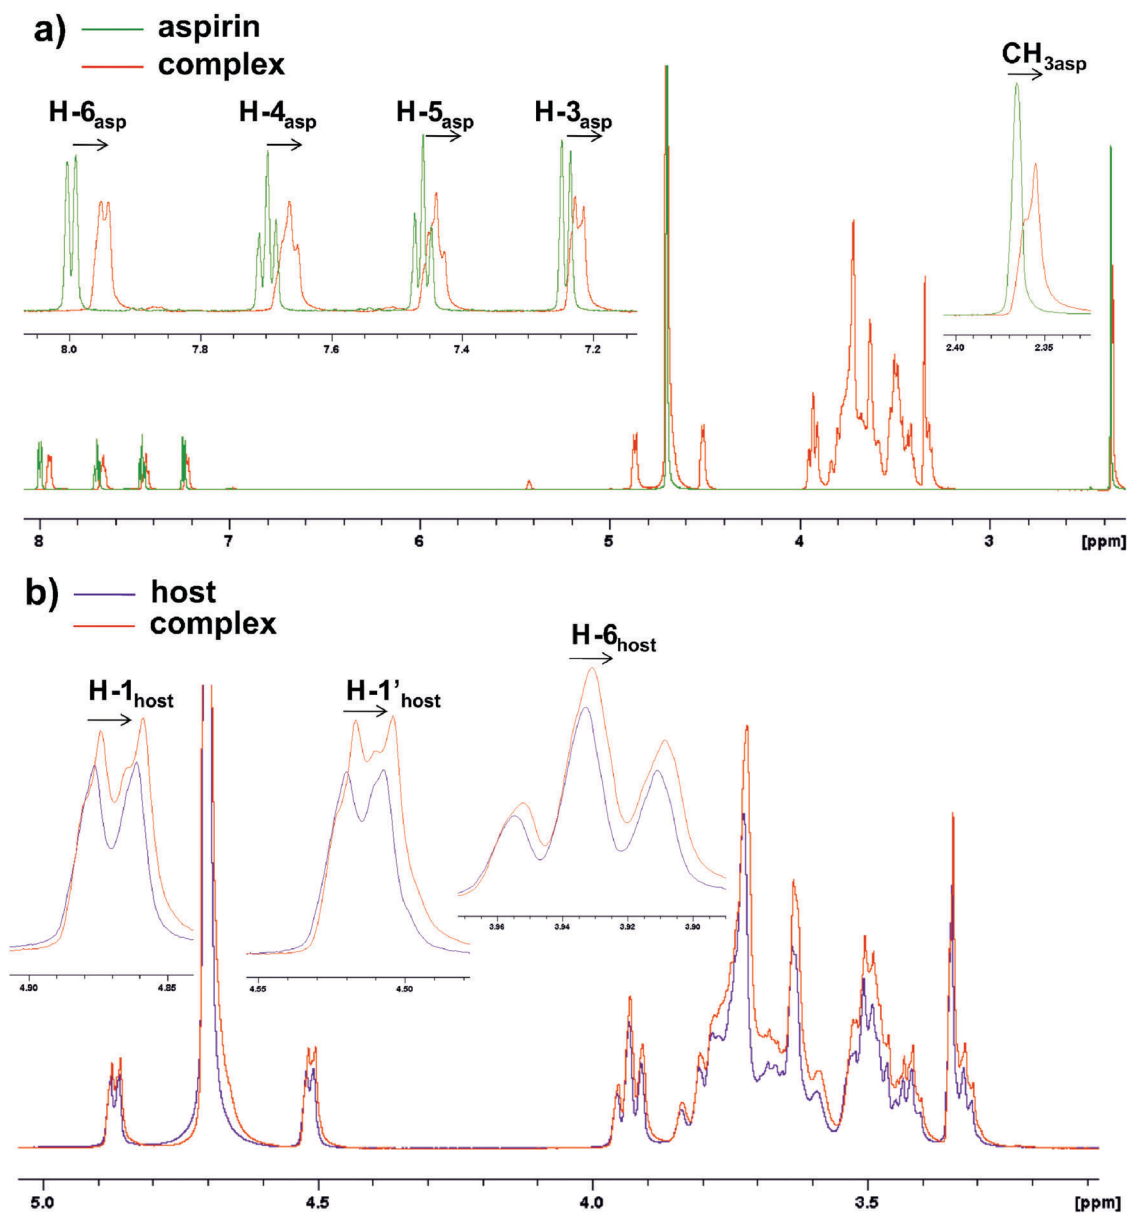 a) aspirin
complex
CH3asp
H-6asp H-4asp H-5asp H-3asp
8.0 7.8 7.6 7.4 7.2
2.40 2.35
8 7 6 5 4 3 [ppm]
b) host
complex
H-6host
H-1host H-1’host
3.96 3.94 3.92 3.90
4.90 4.85
4.55 4.50
5.0 4.5 4.0 3.5 [ppm]